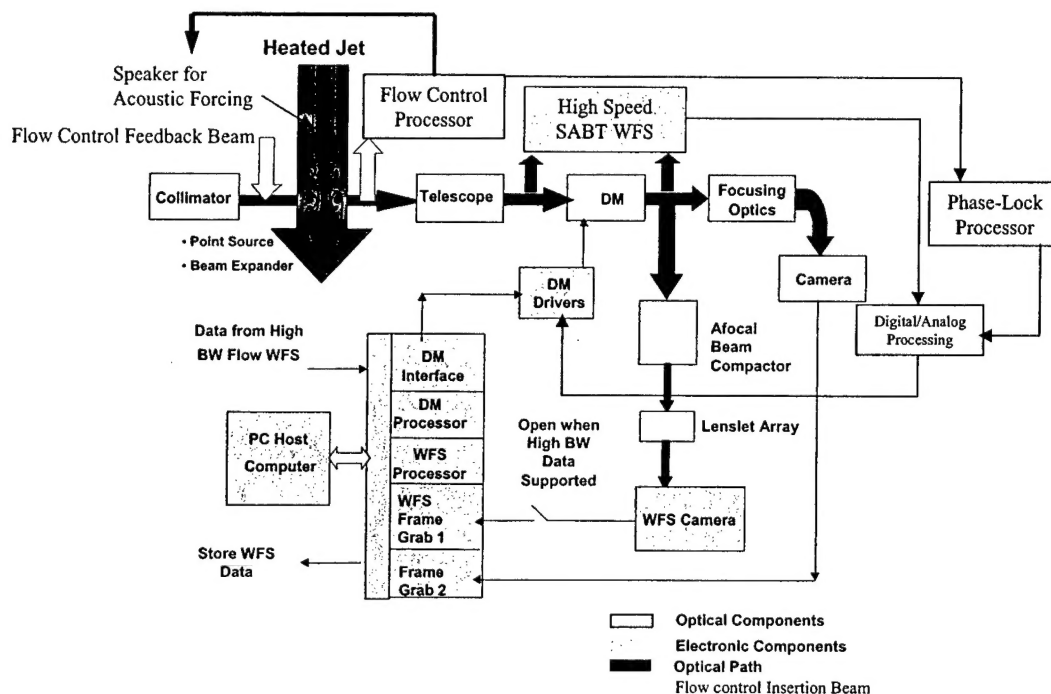 Heated Jet
Speaker for
Acoustic Forcing
Flow Control
Processor
High Speed
SABT WFS
Flow Control Feedback Beam
Collimator
Telescope
DM
Focusing
Optics
Phase-Lock
Processor
• Point Source
• Beam Expander
Camera
DM
Drivers
Digital/Analog
Processing
Data from High
BW Flow WFS
DM
Interface
Afocal
Beam
Compactor
DM
Processor
Lenslet Array
Open when
High BW
Data
Supported
PC Host
Computer
WFS
Processor
WFS
Frame
Grab 1
WFS Camera
Store WFS
Data
Frame
Grab 2
Optical Components
Electronic Components
Optical Path
Flow control Insertion Beam